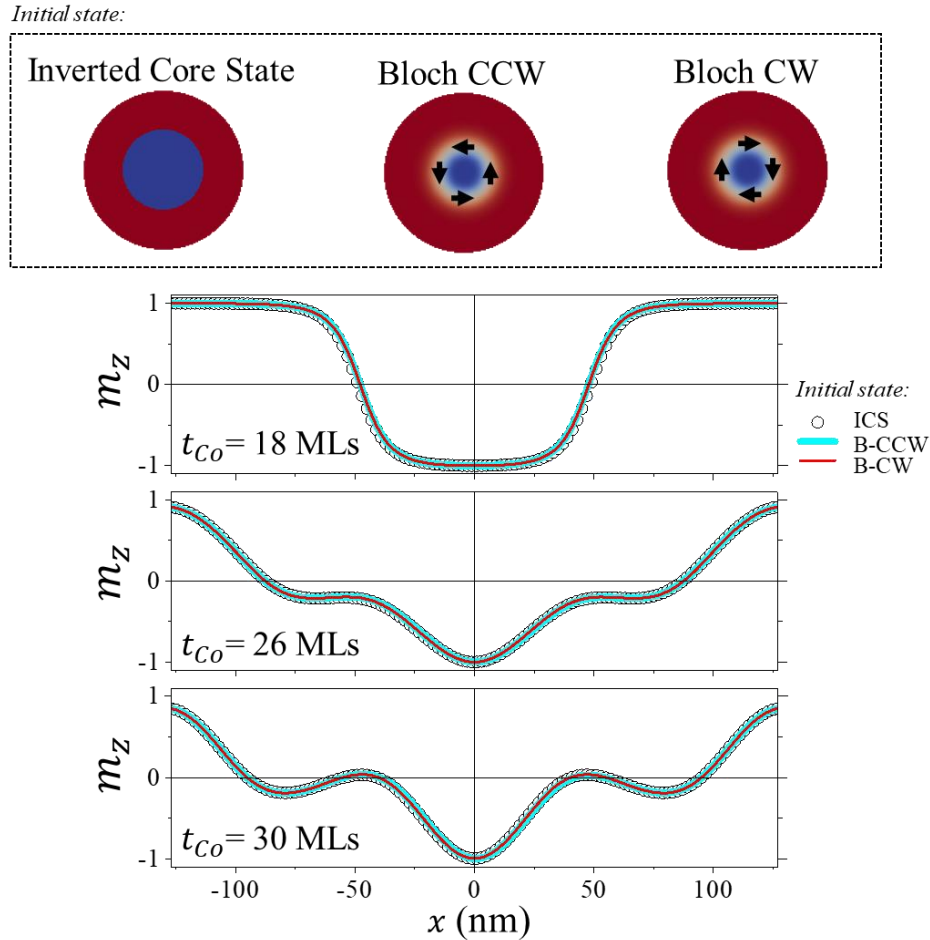 Initial state:
Inverted Core State
Bloch CCW
Bloch CW
1
0
-1
m_z
t_Co= 18 MLs
Initial state:
ICS
B-CCW
B-CW
1
0
-1
m_z
t_Co= 26 MLs
1
0
-1
m_z
t_Co= 30 MLs
-100 -50 0 50 100
x (nm)